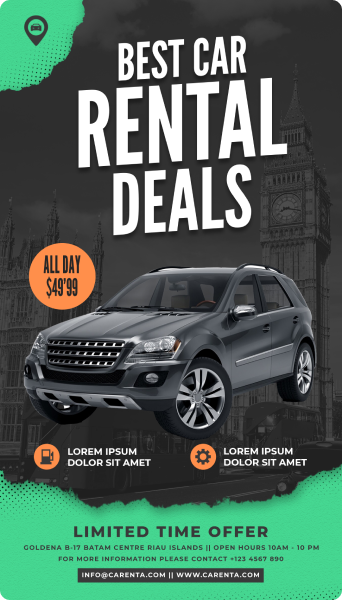 BEST CAR
RENTAL
DEALS
ALL DAY
$49'99
LOREM IPSUM
DOLOR SIT AMET
LOREM IPSUM
DOLOR SIT AMET
LIMITED TIME OFFER
GOLDENA B-17 BATAM CENTRE RIAU ISLANDS || OPEN HOURS 10AM - 10 PM
FOR MORE INFORMATION PLEASE CONTACT +123 4567 890
INFO@CARENTA.COM || WWW.CARENTA.COM